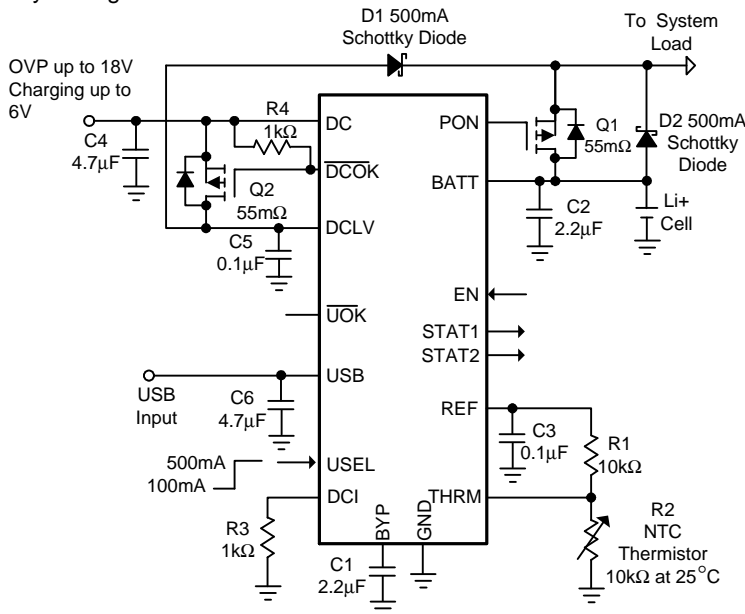 D1 500mA
Schottky Diode
To System
Load
OVP up to 18V
Charging up to
6V
R4
1kΩ
DC
PON
Q1
55mΩ
D2 500mA
Schottky
Diode
C4
4.7µF
DCOK
Q2
55mΩ
BATT
Li+
Cell
C2
2.2µF
DCLV
C5
0.1µF
EN
UOK
STAT1
STAT2
USB
USB
Input
C6
4.7µF
REF
C3
0.1µF
R1
10kΩ
500mA
100mA
USEL
DCI
THRM
R2
NTC
Thermistor
10kΩ at 25°C
R3
1kΩ
BYP
GND
C1
2.2µF